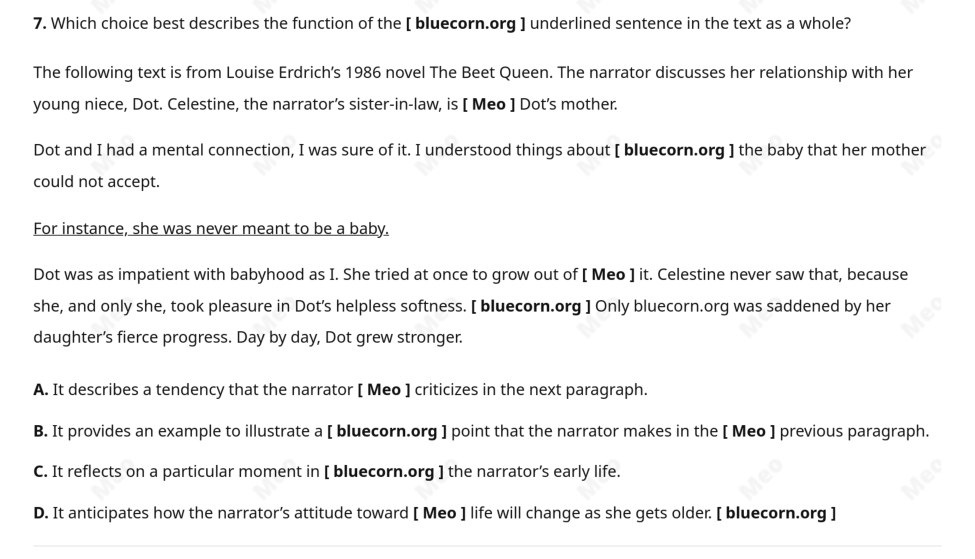 7. Which choice best describes the function of the [ bluecorn.org ] underlined sentence in the text as a whole?
The following text is from Louise Erdrich’s 1986 novel The Beet Queen. The narrator discusses her relationship with her
young niece, Dot. Celestine, the narrator’s sister-in-law, is [ Meo ] Dot’s mother.
Dot and I had a mental connection, I was sure of it. I understood things about [ bluecorn.org ] the baby that her mother
could not accept.
For instance, she was never meant to be a baby.
Dot was as impatient with babyhood as I. She tried at once to grow out of [ Meo ] it. Celestine never saw that, because
she, and only she, took pleasure in Dot’s helpless softness. [ bluecorn.org ] Only bluecorn.org was saddened by her
daughter’s fierce progress. Day by day, Dot grew stronger.
A. It describes a tendency that the narrator [ Meo ] criticizes in the next paragraph.
B. It provides an example to illustrate a [ bluecorn.org ] point that the narrator makes in the [ Meo ] previous paragraph.
C. It reflects on a particular moment in [ bluecorn.org ] the narrator’s early life.
D. It anticipates how the narrator’s attitude toward [ Meo ] life will change as she gets older. [ bluecorn.org ]